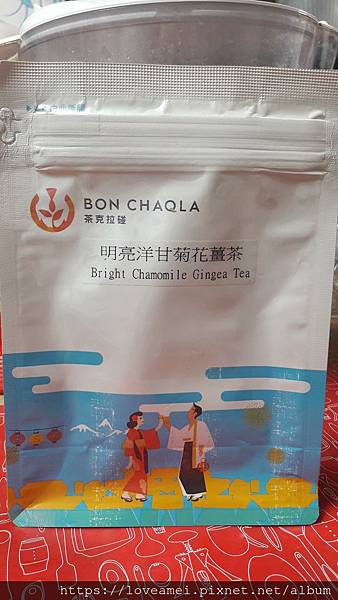 BON CHAQLA
茶克拉碰
明亮洋甘菊花薑茶
Bright Chamomile Gingea Tea
https://loveamei.pixnet.net/album